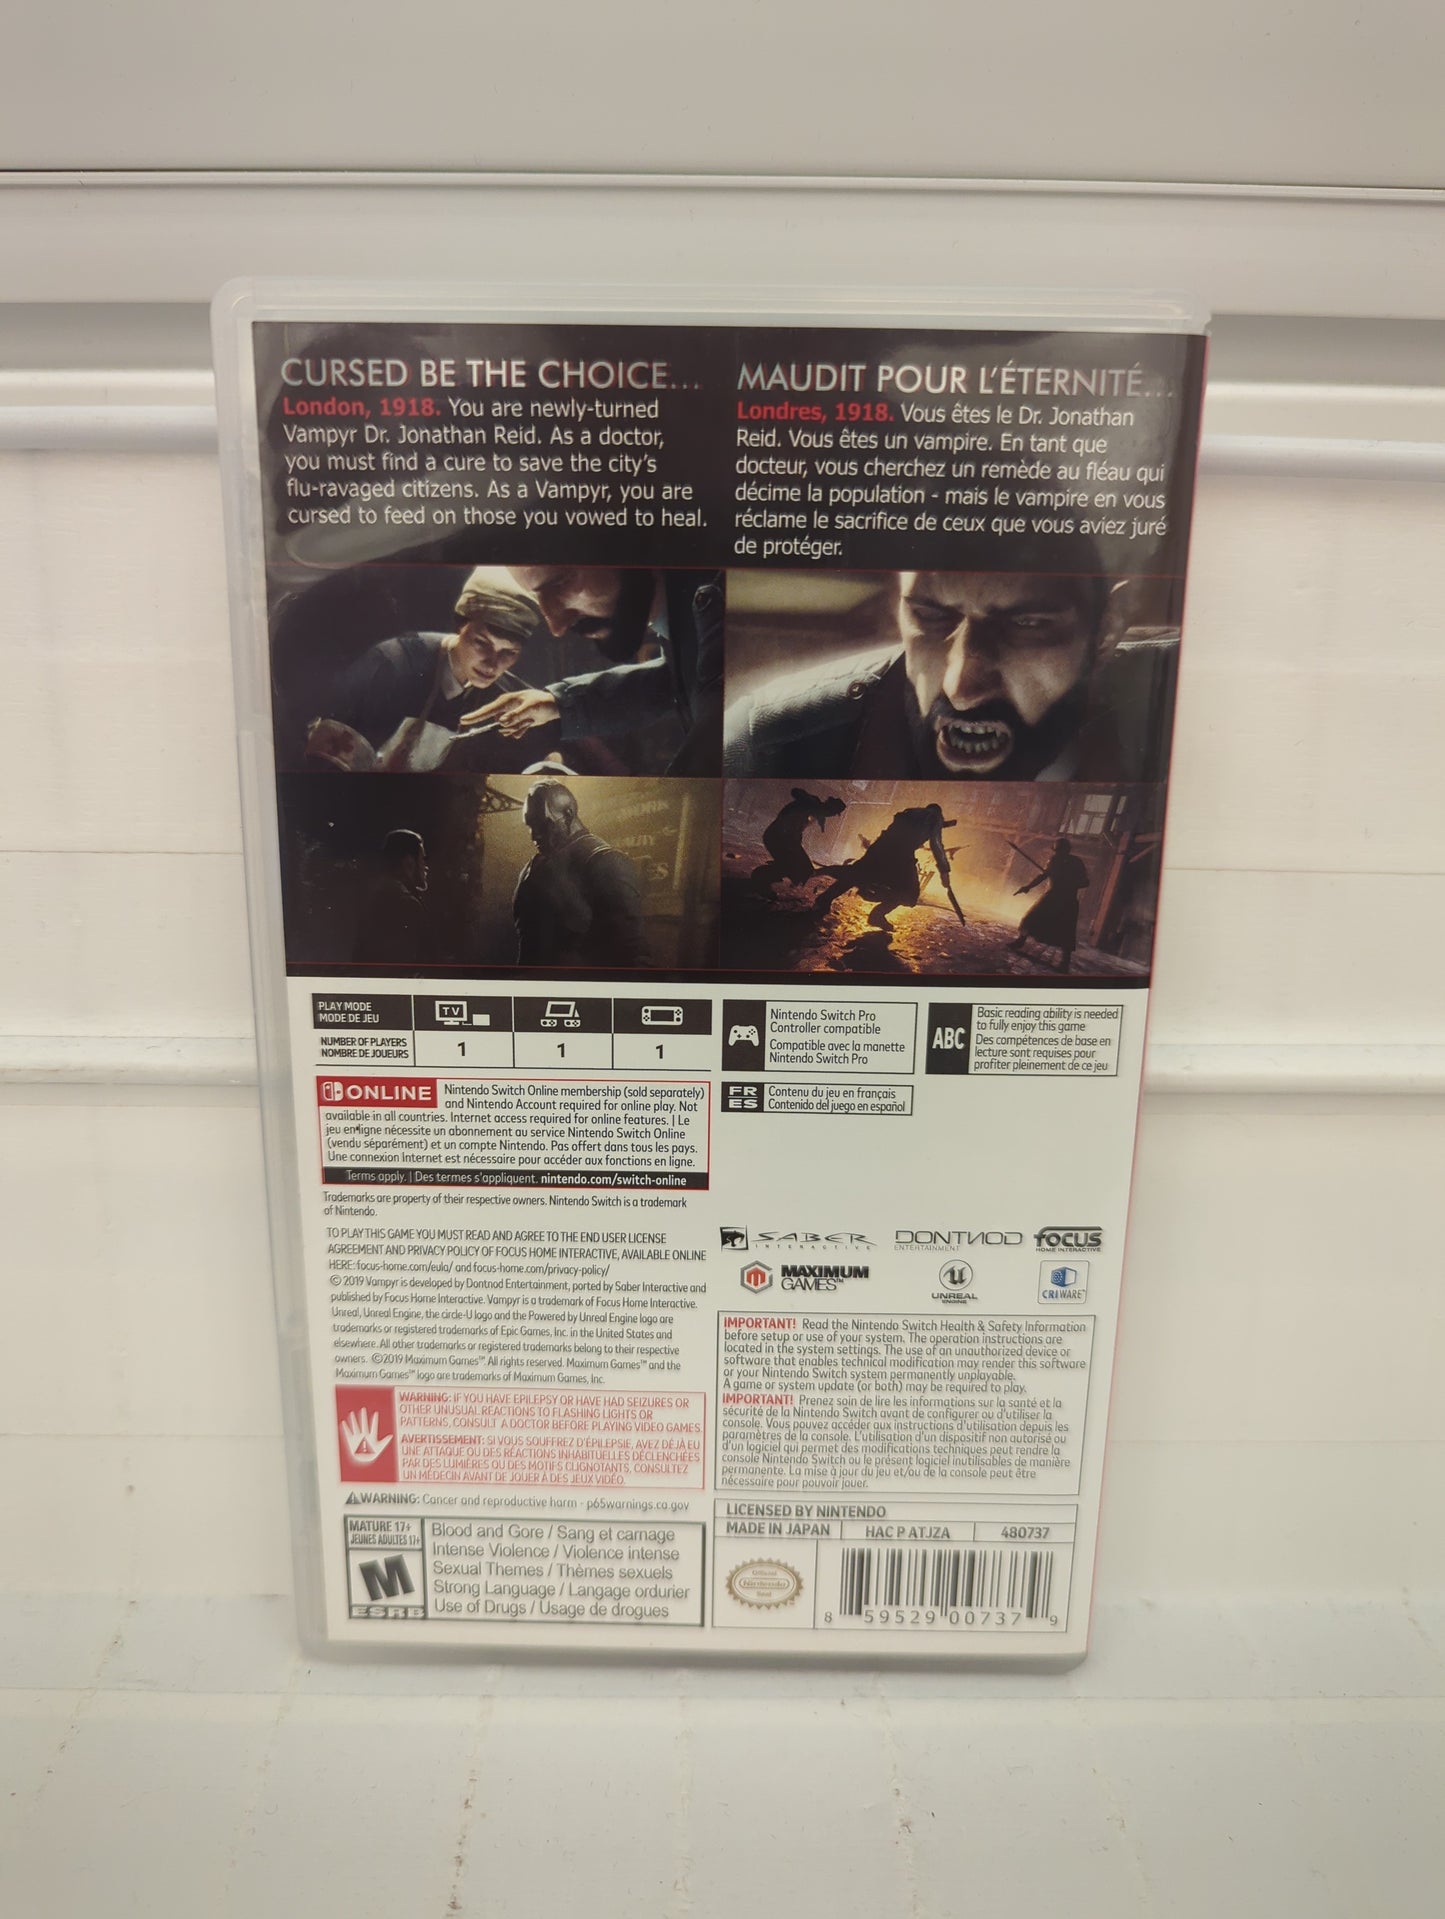 CURSED BE THE CHOICE...
London, 1918. You are newly-turned
Vampyr Dr. Jonathan Reid. As a doctor,
you must find a cure to save the city's
flu-ravaged citizens. As a Vampyr, you are
cursed to feed on those you vowed to heal.
MAUDIT POUR L'ÉTERNITÉ...
Londres, 1918. Vous êtes le Dr. Jonathan
Reid. Vous êtes un vampire. En tant que
docteur, vous cherchez un remède au fléau qui
décime la population - mais le vampire en vous
réclame le sacrifice de ceux que vous aviez juré
de protéger.
PLAY MODE
MODE DE JEU
TV
NUMBER OF PLAYERS
NOMBRE DE JOUEURS
1
1
1
Nintendo Switch Pro
Controller compatible
Compatible avec la manette
Nintendo Switch Pro
ABC
Basic reading ability is needed
to fully enjoy this game
Des compétences de base en
lecture sont requises pour
profiter pleinement de ce jeu
ONLINE
Nintendo Switch Online membership (sold separately)
and Nintendo Account required for online play. Not
available in all countries. Internet access required for online features. | Le
jeu en ligne nécessite un abonnement au service Nintendo Switch Online
(vendu séparément) et un compte Nintendo. Pas offert dans tous les pays.
Une connexion Internet est nécessaire pour accéder aux fonctions en ligne.
Terms apply. | Des termes s'appliquent. nintendo.com/switch-online
FR
ES
Contenu du jeu en français
Contenido del juego en español
Trademarks are property of their respective owners. Nintendo Switch is a trademark
of Nintendo.
TO PLAY THIS GAME YOU MUST READ AND AGREE TO THE END USER LICENSE
AGREEMENT AND PRIVACY POLICY OF FOCUS HOME INTERACTIVE, AVAILABLE ONLINE
HERE: focus-home.com/eula/ and focus-home.com/privacy-policy/
© 2019 Vampyr is developed by Dontnod Entertainment, ported by Saber Interactive and
published by Focus Home Interactive. Vampyr is a trademark of Focus Home Interactive.
Unreal, Unreal Engine, the circle-U logo and the Powered by Unreal Engine logo are
trademarks or registered trademarks of Epic Games, Inc. in the United States and
elsewhere. All other trademarks or registered trademarks belong to their respective
owners. ©2019 Maximum Games™. All rights reserved. Maximum Games™ and the
Maximum Games™ logo are trademarks of Maximum Games, Inc.
SABER
INTERACTIVE
DONTNOD
ENTERTAINMENT
FOCUS
HOME INTERACTIVE
MAXIMUM
GAMES™
UNREAL
ENGINE
CRIWARE™
WARNING: IF YOU HAVE EPILEPSY OR HAVE HAD SEIZURES OR
OTHER UNUSUAL REACTIONS TO FLASHING LIGHTS OR
PATTERNS, CONSULT A DOCTOR BEFORE PLAYING VIDEO GAMES.
AVERTISSEMENT: SI VOUS SOUFFREZ D'ÉPILEPSIE, AVEZ DÉJÀ EU
UNE ATTAQUE OU DES RÉACTIONS INHABITUELLES DÉCLENCHÉES
PAR DES LUMIÈRES OU DES MOTIFS CLIGNOTANTS, CONSULTEZ
UN MÉDECIN AVANT DE JOUER À DES JEUX VIDÉO.
IMPORTANT! Read the Nintendo Switch Health & Safety Information
before setup or use of your system. The operation instructions are
located in the system settings. The use of an unauthorized device or
software that enables technical modification may render this software
or your Nintendo Switch system permanently unplayable.
A game or system update (or both) may be required to play.
IMPORTANT! Prenez soin de lire les informations sur la santé et la
sécurité de la Nintendo Switch avant de configurer ou d'utiliser la
console. Vous pouvez accéder aux instructions d'utilisation depuis les
paramètres de la console. L'utilisation d'un dispositif non autorisé ou
d'un logiciel qui permet des modifications techniques peut rendre la
console Nintendo Switch ou le présent logiciel inutilisables de manière
permanente. La mise à jour du jeu et/ou de la console peut être
nécessaire pour pouvoir jouer.
WARNING: Cancer and reproductive harm - p65warnings.ca.gov
MATURE 17+
JEUNES ADULTES 17+
M
ESRB
Blood and Gore / Sang et carnage
Intense Violence / Violence intense
Sexual Themes / Thèmes sexuels
Strong Language / Langage ordurier
Use of Drugs / Usage de drogues
LICENSED BY NINTENDO
MADE IN JAPAN
HAC P ATJZA
480737
Official
Nintendo
Seal
8 59529 00737 9